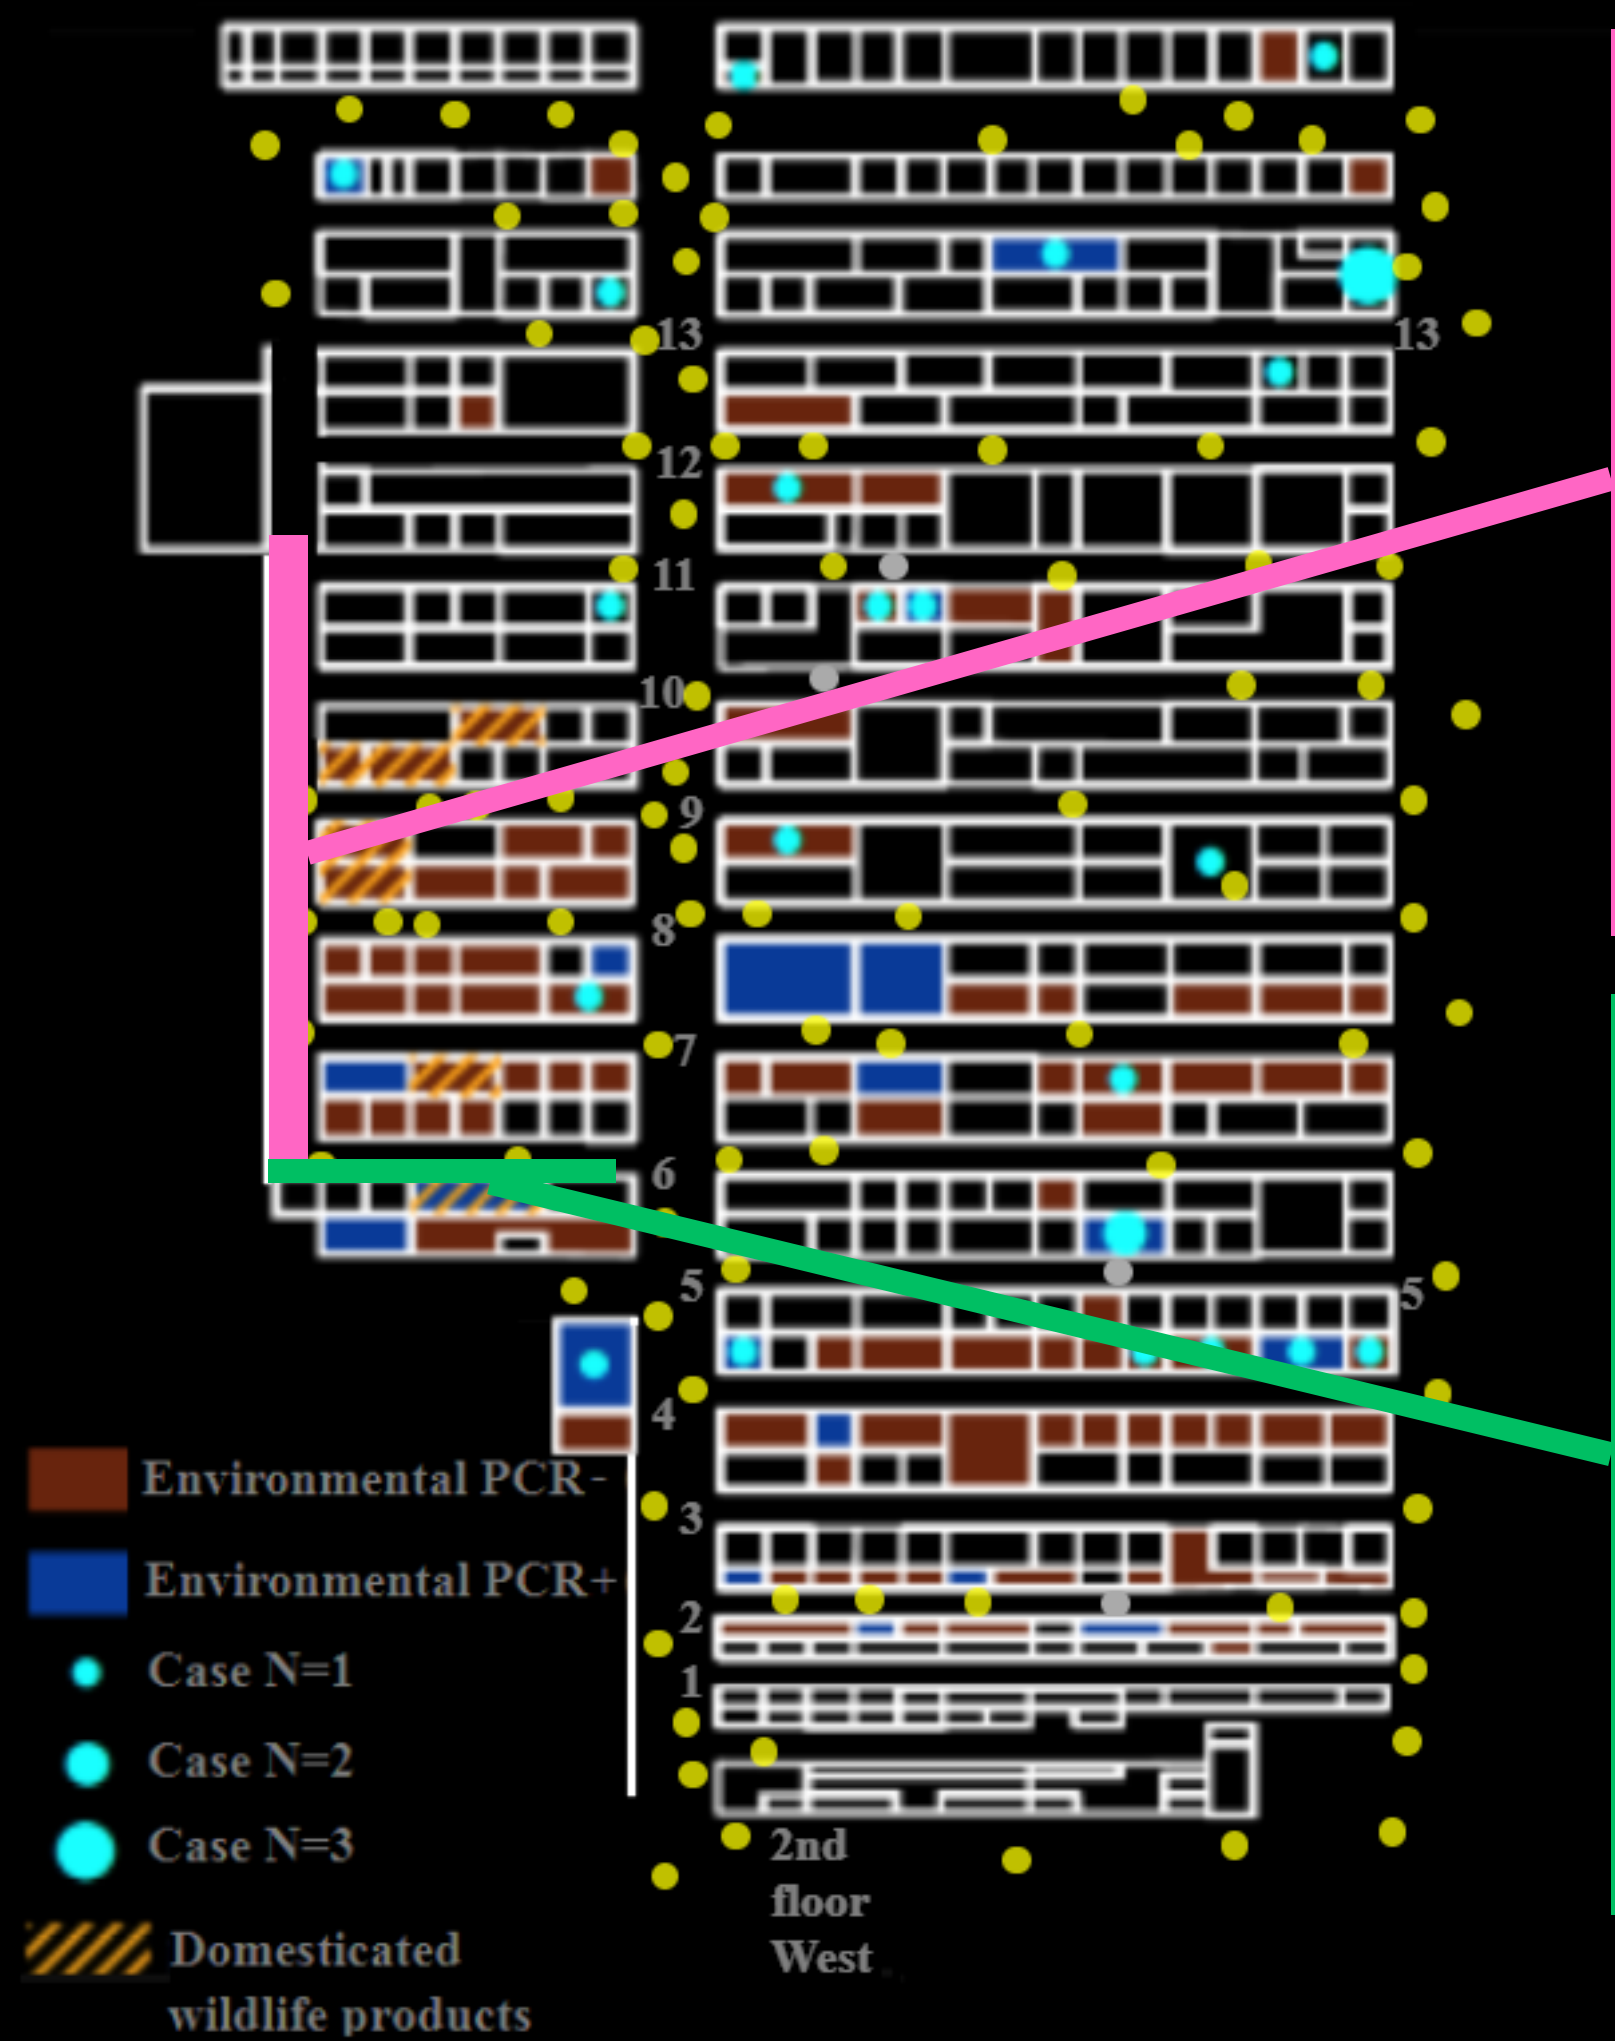 13
13
12
11
10
9
8
7
6
5
5
4
Environmental PCR-
3
Environmental PCR+
2
Case N=1
1
Case N=2
Case N=3
2nd
floor
West
Domesticated
wildlife products